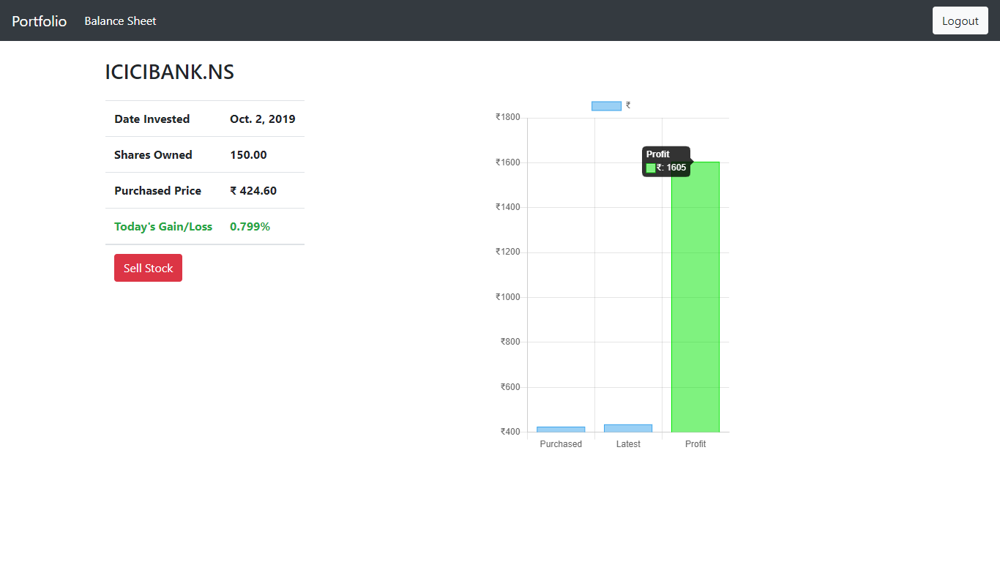 Portfolio Balance Sheet Logout
ICICIBANK.NS
Date Invested Oct. 2, 2019
Shares Owned 150.00
Purchased Price ₹ 424.60
Today's Gain/Loss 0.799%
Sell Stock
₹
₹1800
₹1600
₹1400
₹1200
₹1000
₹800
₹600
₹400
Profit
₹: 1605
Purchased Latest Profit